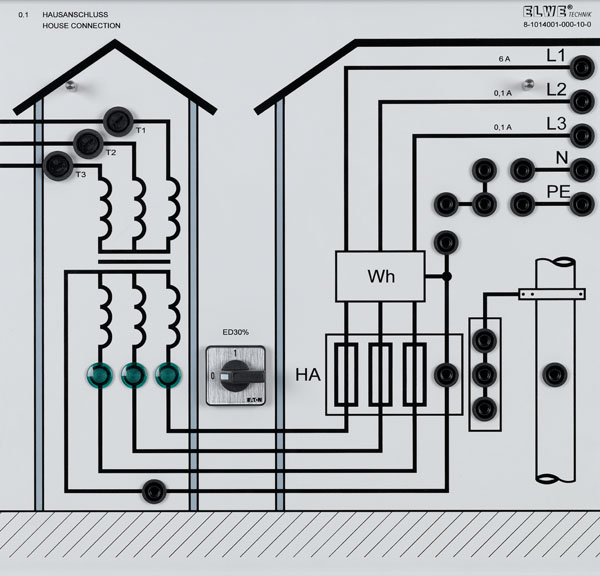 0.1 HAUSANSCHLUSS
HOUSE CONNECTION
ELWE® TECHNIK
8-1014001-000-10-0
6 A L1
0,1 A L2
0,1 A L3
N
PE
T1
T2
T3
Wh
ED30%
1
0
HA